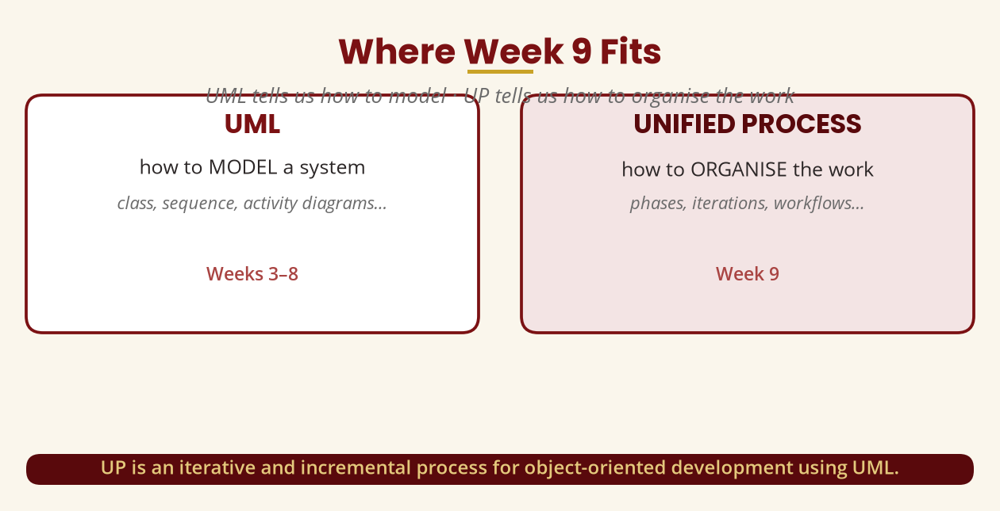 Where Week 9 Fits
UML tells us how to model · UP tells us how to organise the work
UML
how to MODEL a system
class, sequence, activity diagrams...
Weeks 3–8
UNIFIED PROCESS
how to ORGANISE the work
phases, iterations, workflows...
Week 9
UP is an iterative and incremental process for object-oriented development using UML.